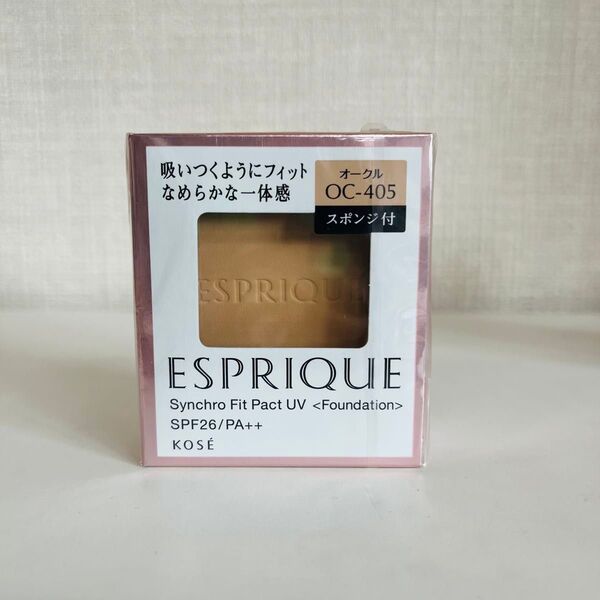 吸いつくようにフィット
なめらかな一体感
オークル
OC-405
スポンジ付
ESPRIQUE
ESPRIQUE
Synchro Fit Pact UV <Foundation>
SPF26/PA++
KOSÉ